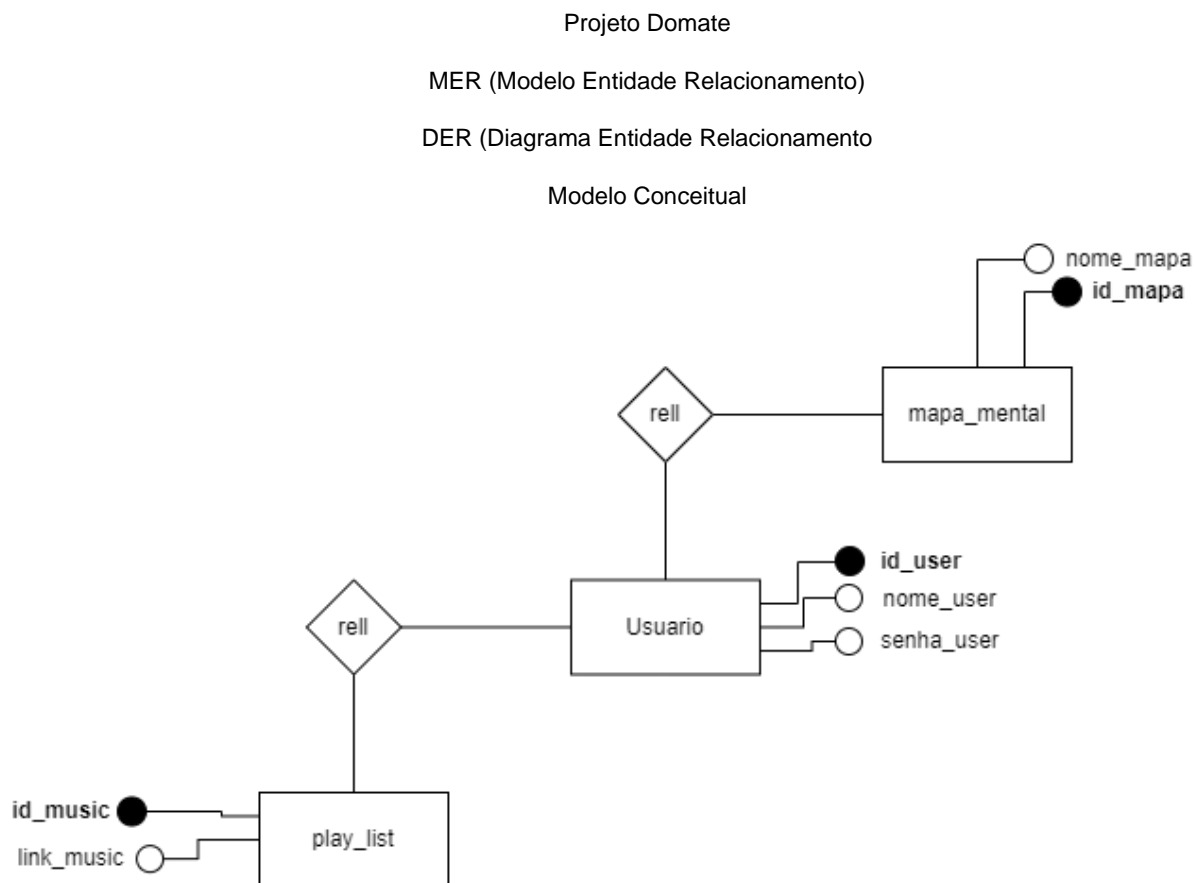 Projeto Domate
MER (Modelo Entidade Relacionamento)
DER (Diagrama Entidade Relacionamento
Modelo Conceitual
nome_mapa
id_mapa
rell
mapa_mental
id_user
nome_user
senha_user
Usuario
rell
id_music
link_music
play_list